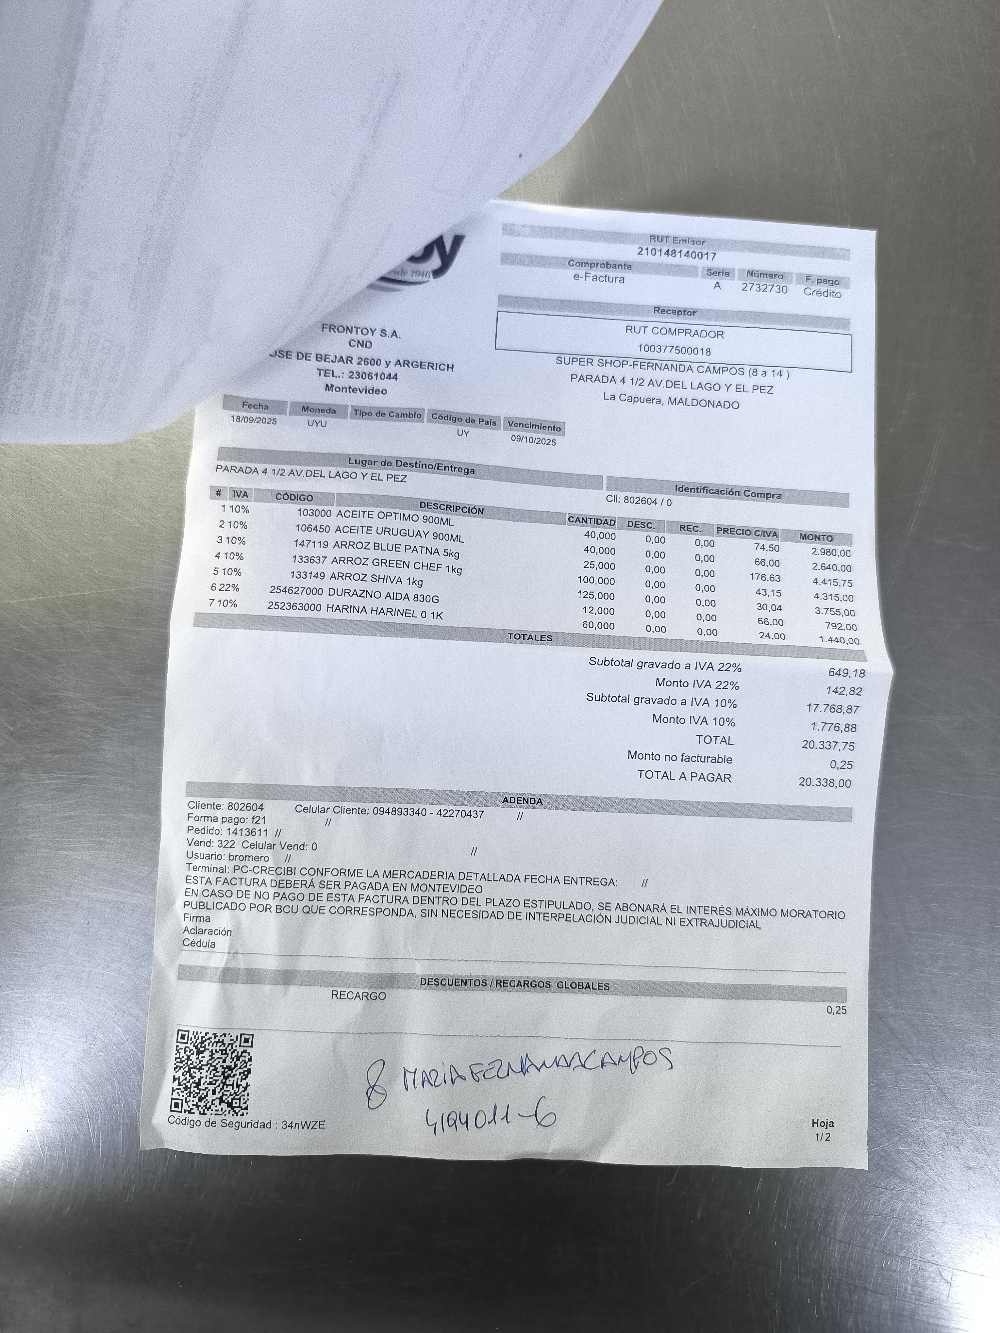 oy
desde 1940
RUT Emisor
210148140017
Comprobante Serie Número F. pago
e-Factura A 2732730 Crédito
Receptor
RUT COMPRADOR
100377500018
SUPER SHOP-FERNANDA CAMPOS (8 a 14 )
PARADA 4 1/2 AV.DEL LAGO Y EL PEZ
La Capuera, MALDONADO
FRONTOY S.A.
CND
OSE DE BEJAR 2600 y ARGERICH
TEL.: 23061044
Montevideo
Fecha Moneda Tipo de Cambio Código de País Vencimiento
18/09/2025 UYU UY 09/10/2025
Lugar de Destino/Entrega Identificación Compra
PARADA 4 1/2 AV.DEL LAGO Y EL PEZ Cli: 802604 / 0
# IVA CÓDIGO DESCRIPCIÓN CANTIDAD DESC. REC. PRECIO C/IVA MONTO
1 10% 103000 ACEITE OPTIMO 900ML 40,000 0,00 0,00 74,50 2.980,00
2 10% 106450 ACEITE URUGUAY 900ML 40,000 0,00 0,00 66,00 2.640,00
3 10% 147119 ARROZ BLUE PATNA 5kg 25,000 0,00 0,00 176,63 4.415,75
4 10% 133637 ARROZ GREEN CHEF 1kg 100,000 0,00 0,00 43,15 4.315,00
5 10% 133149 ARROZ SHIVA 1kg 125,000 0,00 0,00 30,04 3.755,00
6 22% 254627000 DURAZNO AIDA 830G 12,000 0,00 0,00 66,00 792,00
7 10% 252363000 HARINA HARINEL 0 1K 60,000 0,00 0,00 24,00 1.440,00
TOTALES
Subtotal gravado a IVA 22% 649,18
Monto IVA 22% 142,82
Subtotal gravado a IVA 10% 17.768,87
Monto IVA 10% 1.776,88
TOTAL 20.337,75
Monto no facturable 0,25
TOTAL A PAGAR 20.338,00
ADENDA
Cliente: 802604 Celular Cliente: 094893340 - 42270437 //
Forma pago: f21 //
Pedido: 1413611 //
Vend: 322 Celular Vend: 0 //
Usuario: bromero //
Terminal: PC-CRECIBI CONFORME LA MERCADERIA DETALLADA FECHA ENTREGA: //
ESTA FACTURA DEBERÁ SER PAGADA EN MONTEVIDEO
EN CASO DE NO PAGO DE ESTA FACTURA DENTRO DEL PLAZO ESTIPULADO, SE ABONARÁ EL INTERÉS MÁXIMO MORATORIO
PUBLICADO POR BCU QUE CORRESPONDA, SIN NECESIDAD DE INTERPELACIÓN JUDICIAL NI EXTRAJUDICIAL
Firma
Aclaración
Cédula
DESCUENTOS / RECARGOS GLOBALES
RECARGO 0,25
MARIA FERNANDA CAMPOS
4194011-6
Código de Seguridad : 34nWZE
Hoja
1/2